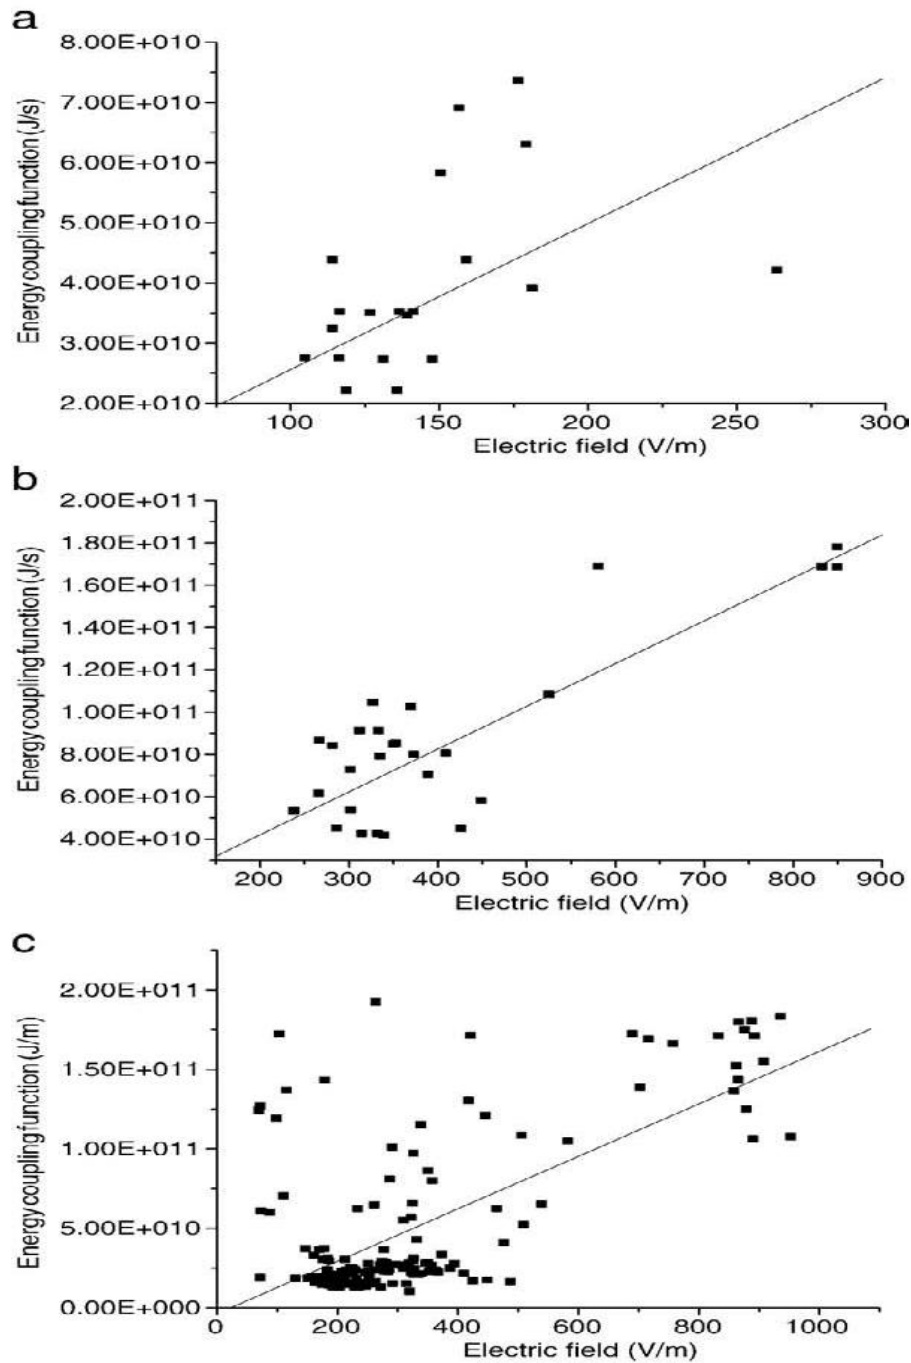 a
8.00E+010
7.00E+010
6.00E+010
5.00E+010
4.00E+010
3.00E+010
2.00E+010
Energy coupling function (J/s)
100 150 200 250 300
Electric field (V/m)
b
2.00E+011
1.80E+011
1.60E+011
1.40E+011
1.20E+011
1.00E+011
8.00E+010
6.00E+010
4.00E+010
Energy coupling function (J/s)
200 300 400 500 600 700 800 900
Electric field (V/m)
c
2.00E+011
1.50E+011
1.00E+011
5.00E+010
0.00E+000
Energy coupling function (J/m)
0 200 400 600 800 1000
Electric field (V/m)